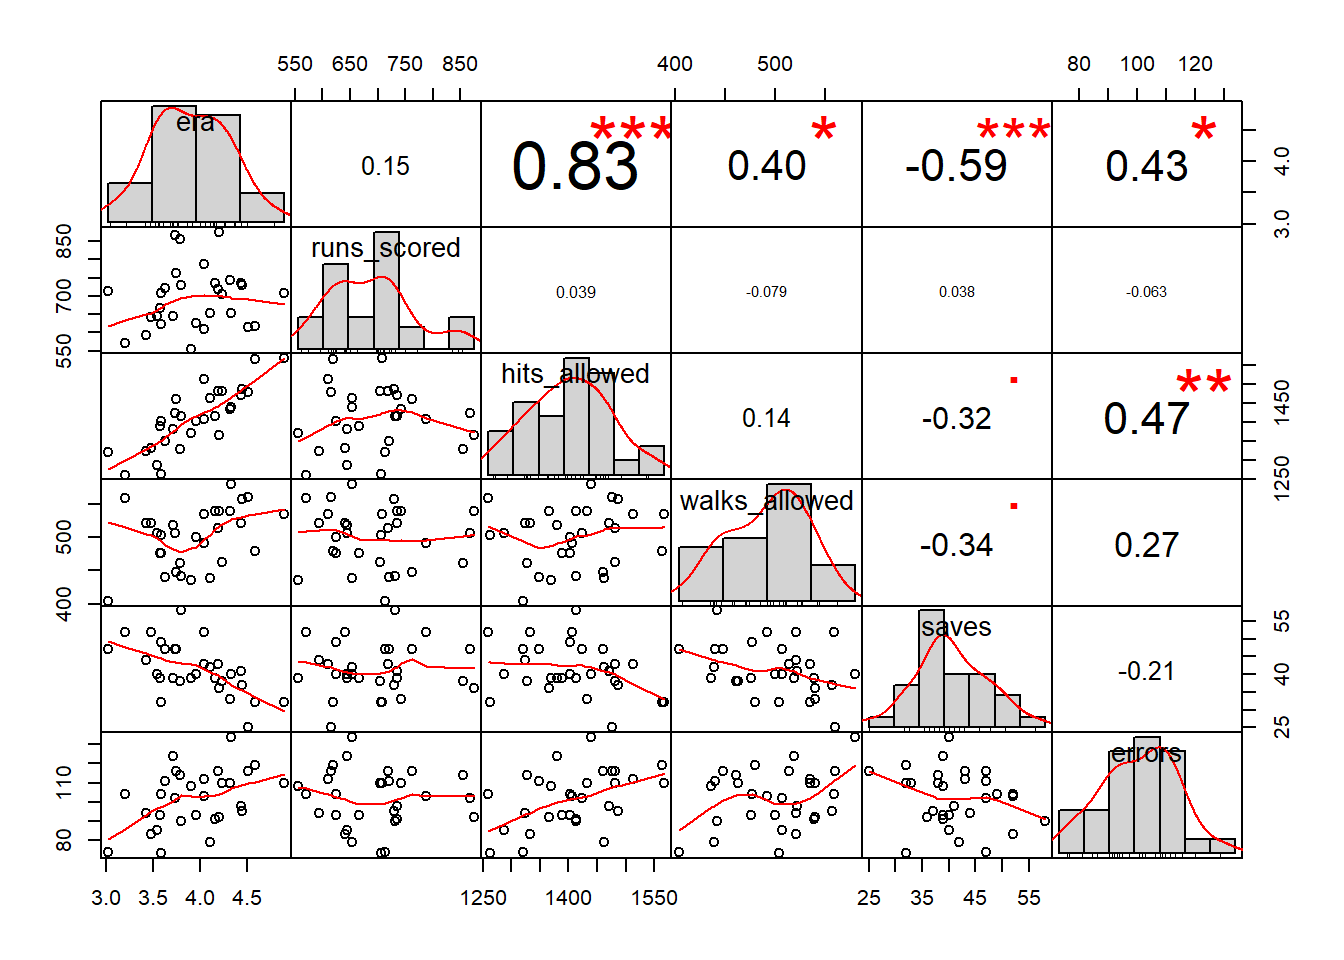 550 650 750 850 400 500 80 100 120
era 0.15 0.83 *** 0.40 * -0.59 *** 0.43 * 3.0 4.0
550 700 850 runs_scored 0.039 -0.079 0.038 -0.063
hits_allowed 0.14 -0.32 . 0.47 ** 1250 1450
400 500 walks_allowed -0.34 . 0.27
saves -0.21 25 40 55
80 110 errors
3.0 3.5 4.0 4.5 1250 1400 1550 25 35 45 55